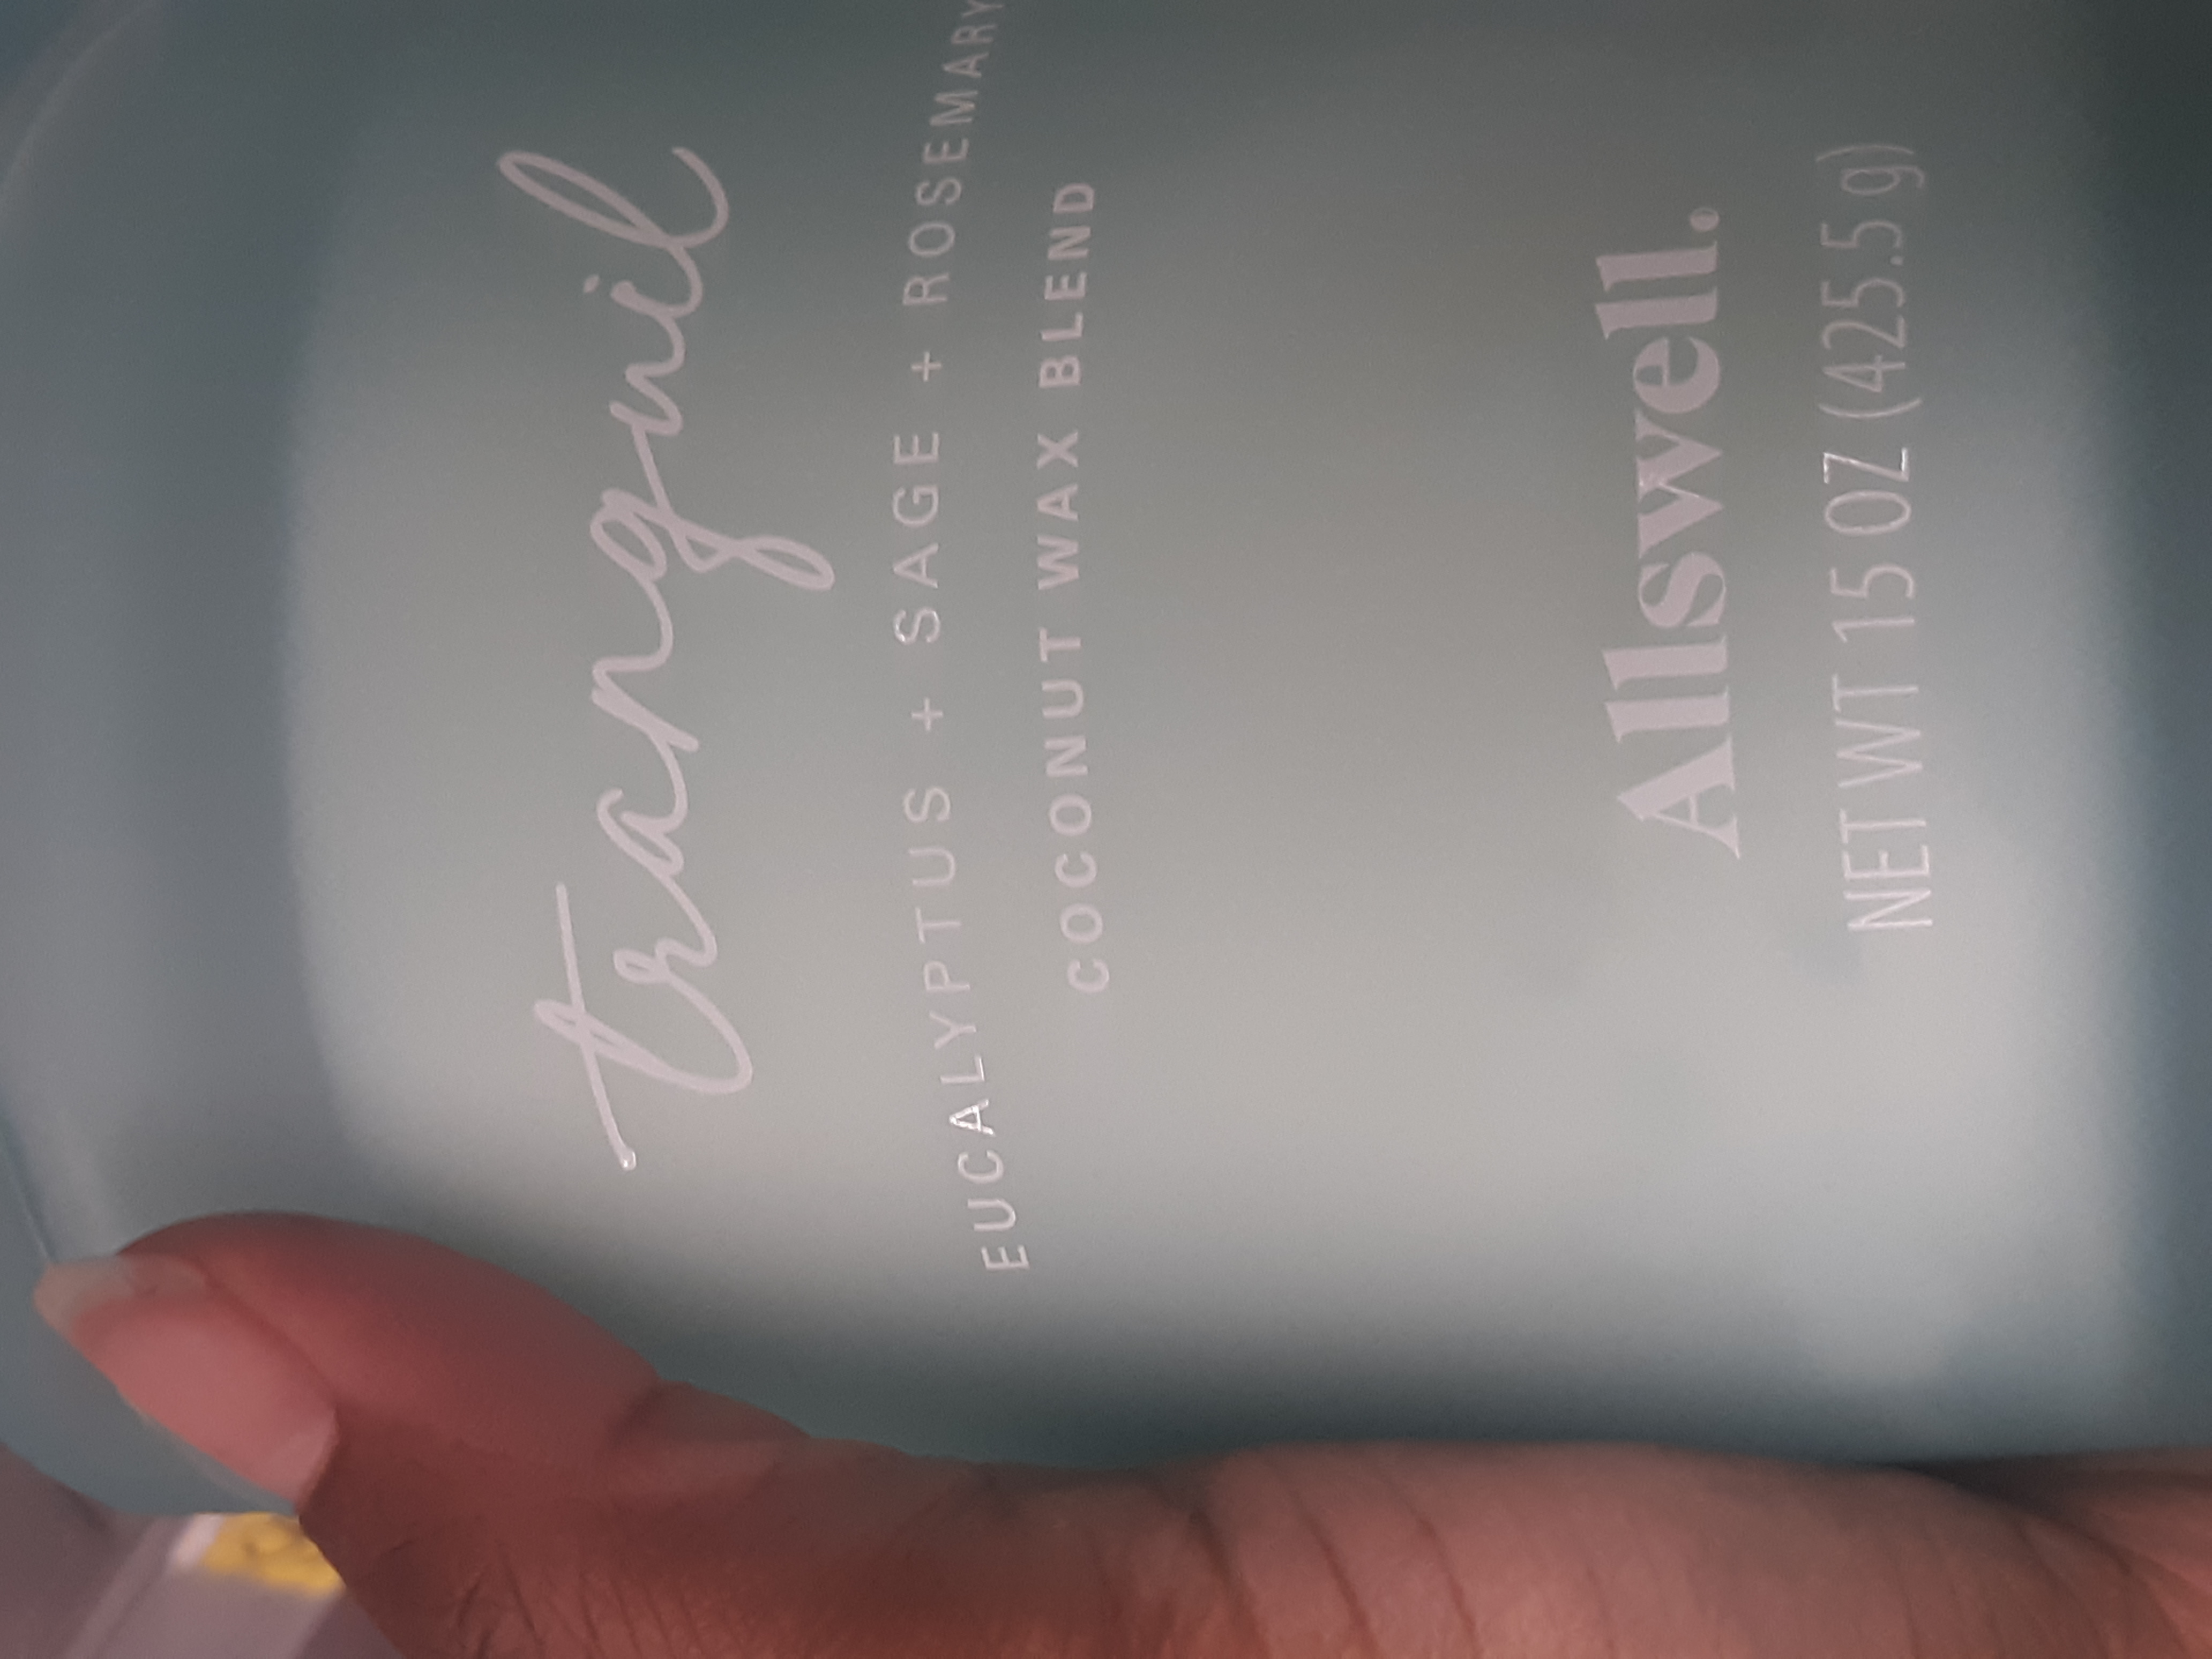 tranquil
EUCALYPTUS + SAGE + ROSEMARY
COCONUT WAX BLEND
Allswell.
NET WT 15 OZ (425.5 g)